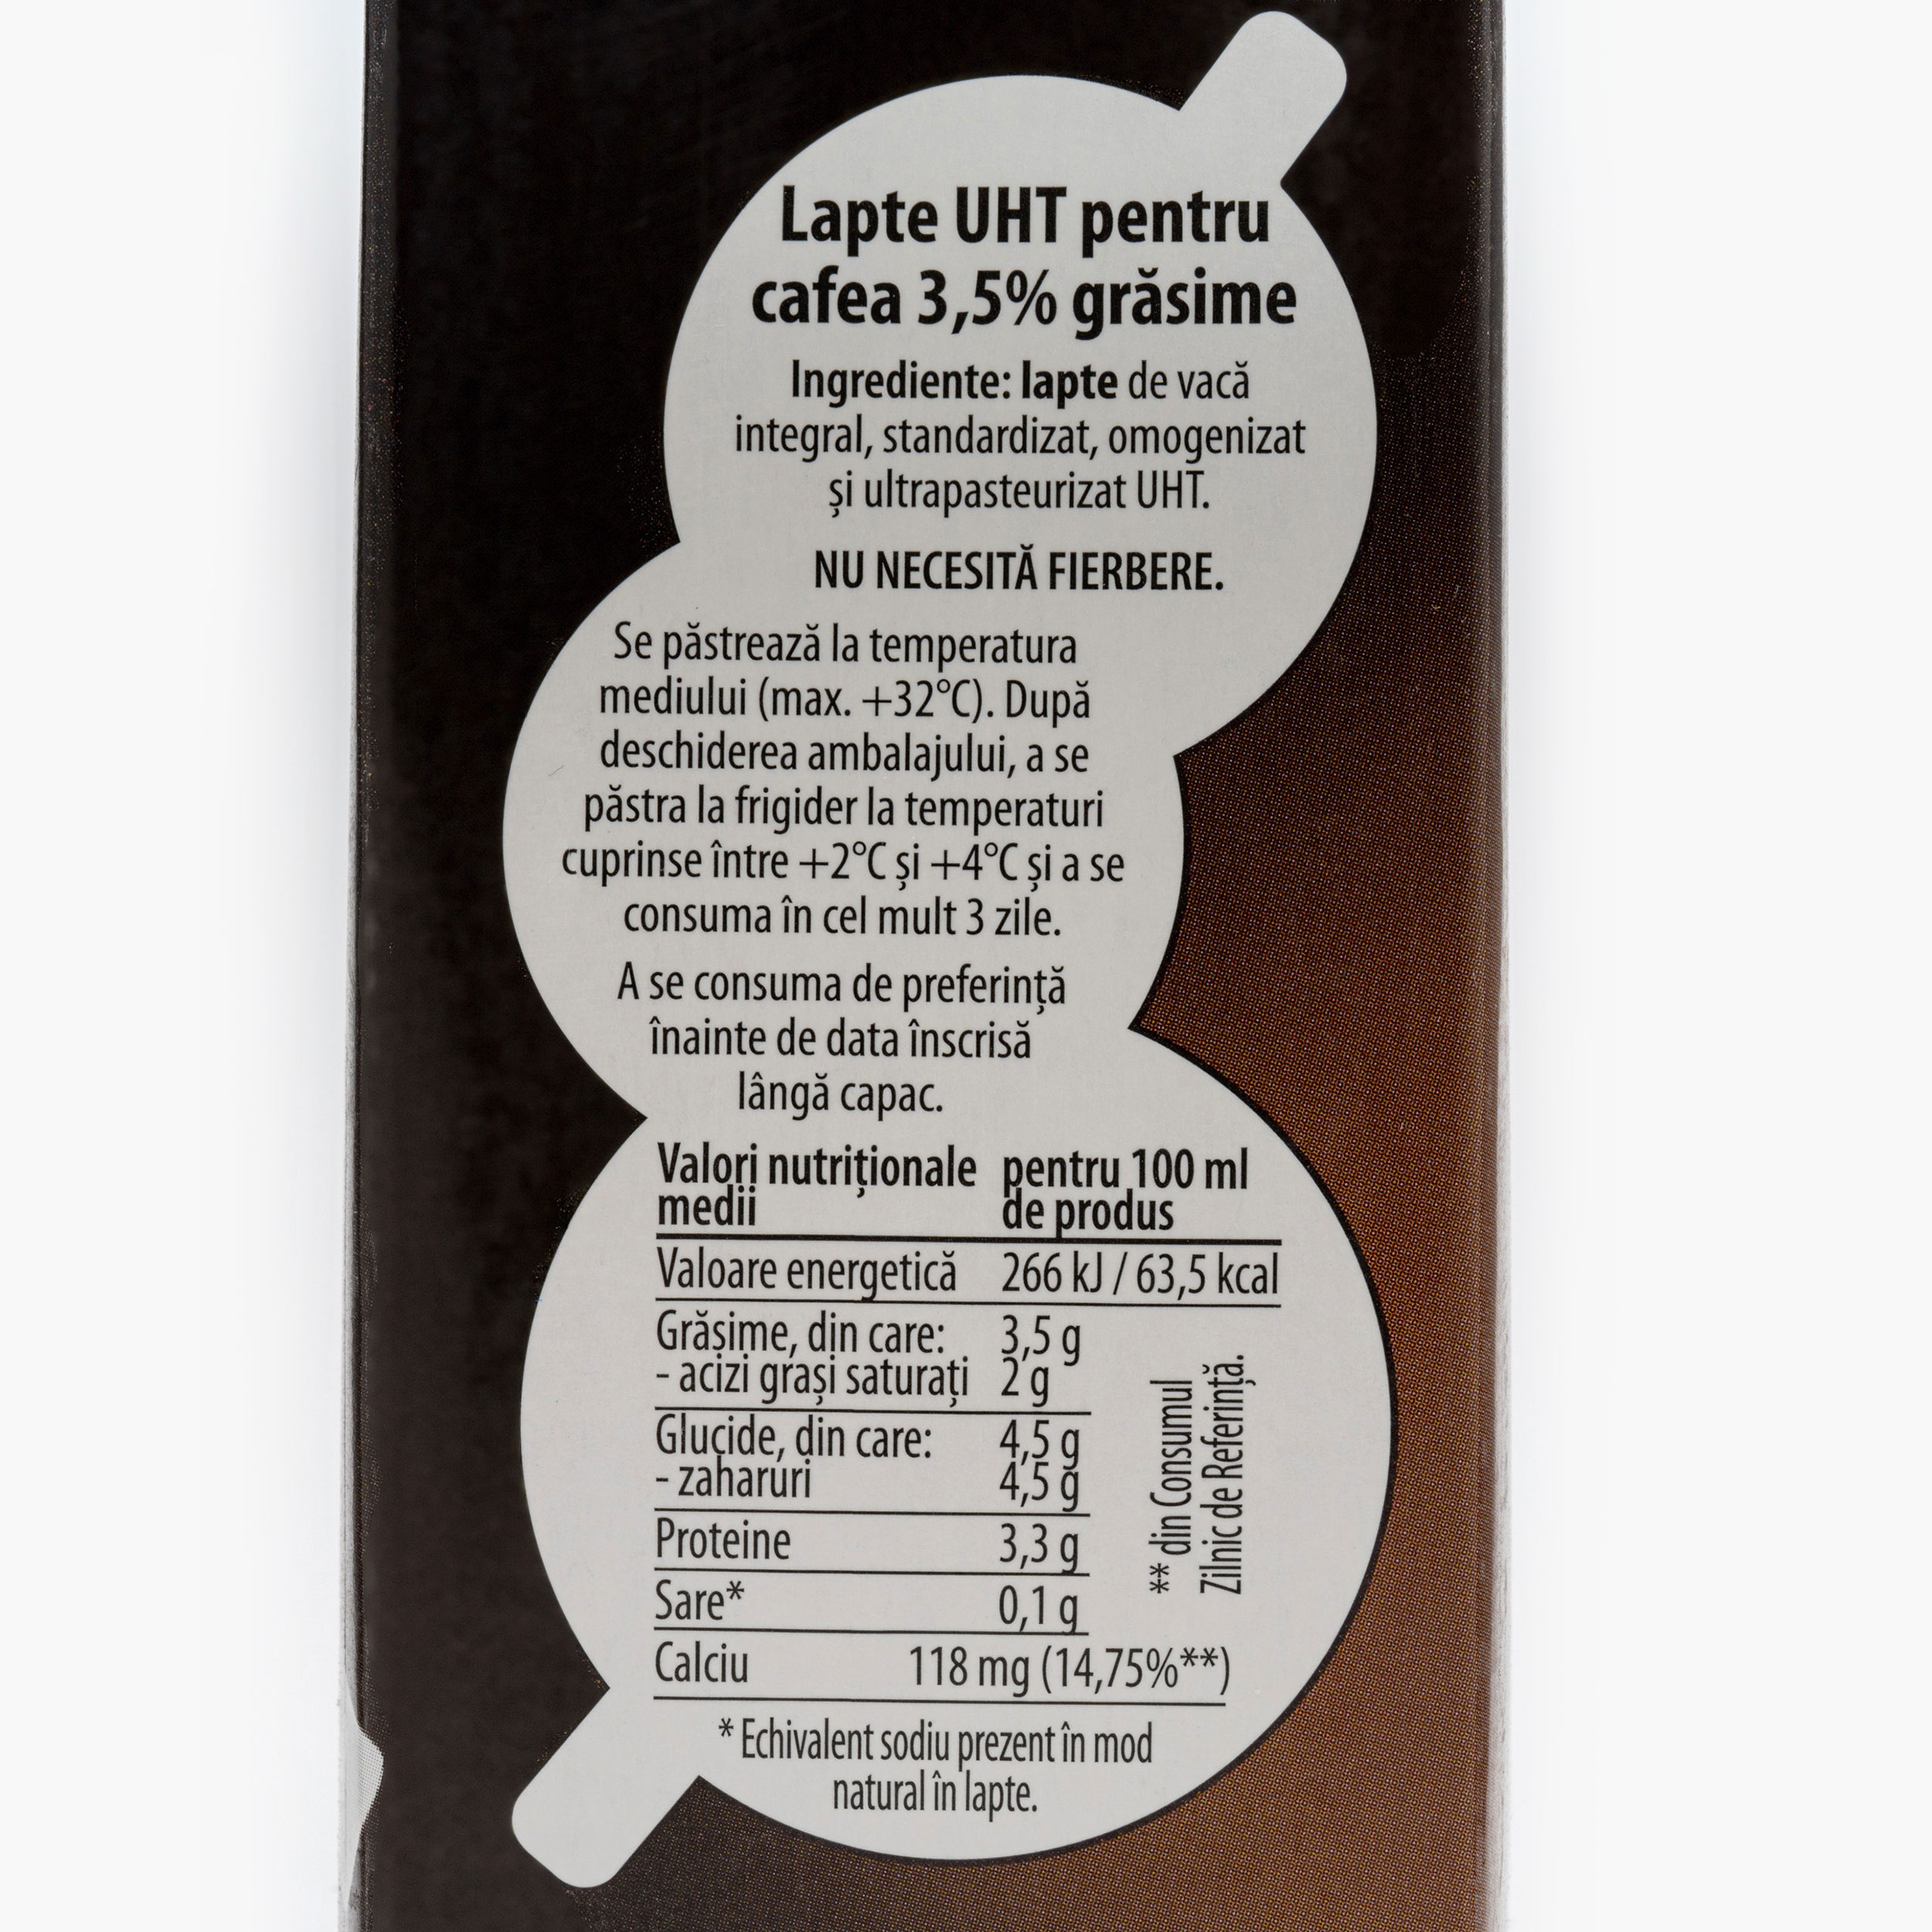 Lapte UHT pentru
cafea 3,5% grăsime
Ingrediente: lapte de vacă
integral, standardizat, omogenizat
și ultrapasteurizat UHT.
NU NECESITĂ FIERBERE.
Se păstrează la temperatura
mediului (max. +32°C). După
deschiderea ambalajului, a se
păstra la frigider la temperaturi
cuprinse între +2°C și +4°C și a se
consuma în cel mult 3 zile.
A se consuma de preferință
înainte de data înscrisă
lângă capac.
Valori nutriționale pentru 100 ml
medii de produs
Valoare energetică 266 kJ / 63,5 kcal
Grăsime, din care: 3,5 g
- acizi grași saturați 2 g
Glucide, din care: 4,5 g
- zaharuri 4,5 g
Proteine 3,3 g
Sare* 0,1 g
Calciu 118 mg (14,75%**)
** din Consumul
Zilnic de Referință.
* Echivalent sodiu prezent în mod
natural în lapte.